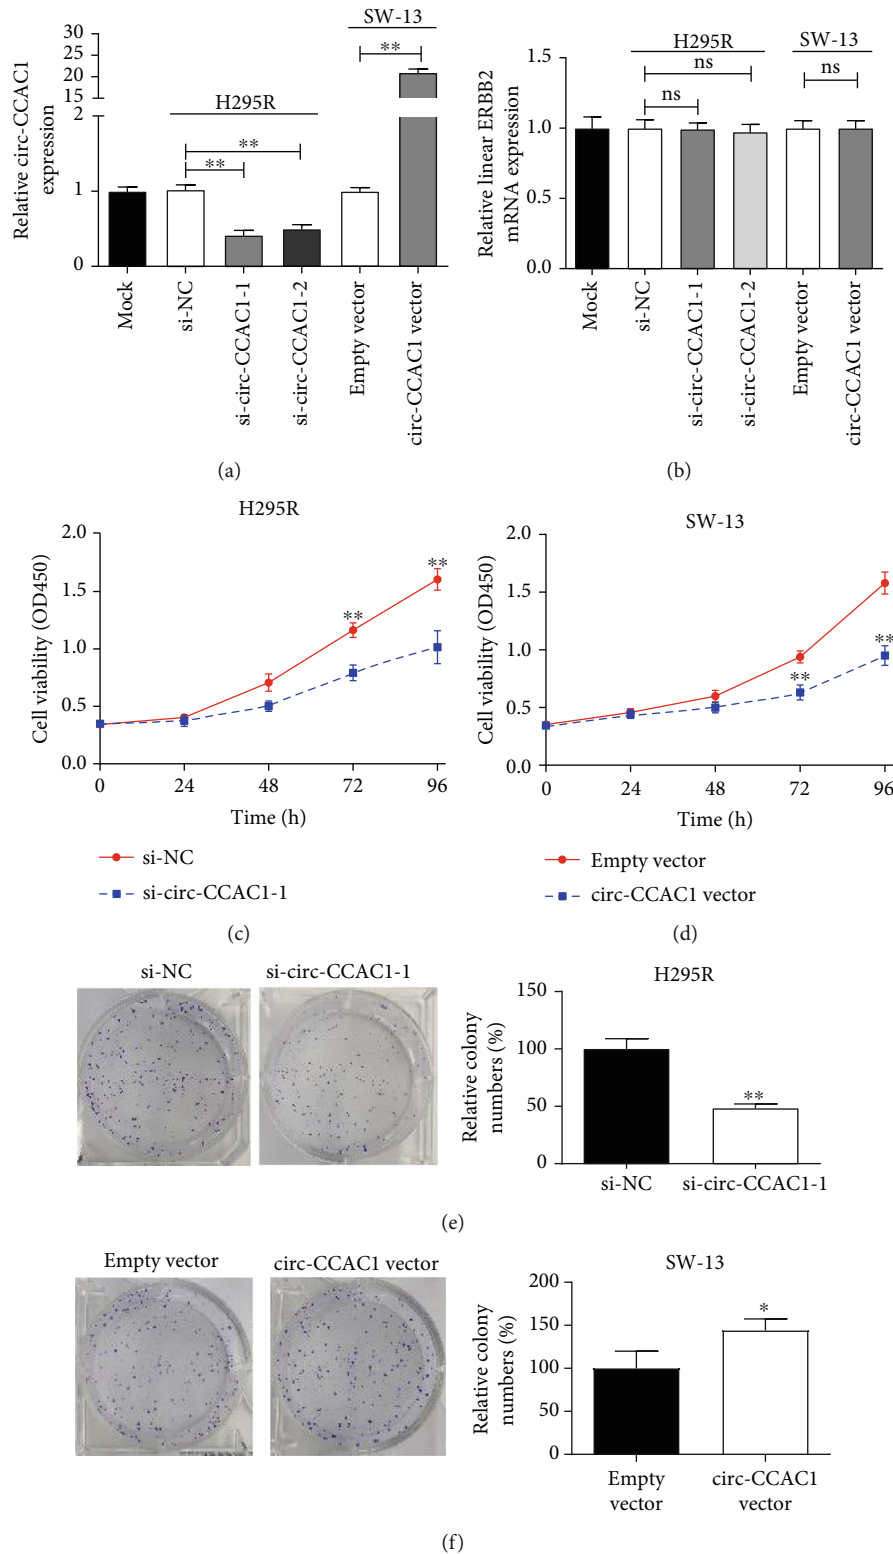 SW-13
**
30
25
20
15
2
1
0
H295R
**
**
Relative circ-CCAC1
expression
Mock
si-NC
si-circ-CCAC1-1
si-circ-CCAC1-2
Empty vector
circ-CCAC1 vector
(a)
H295R
SW-13
ns
ns
ns
1.5
1.0
0.5
0.0
Relative linear ERBB2
mRNA expression
Mock
si-NC
si-circ-CCAC1-1
si-circ-CCAC1-2
Empty vector
circ-CCAC1 vector
(b)
H295R
2.0
1.5
1.0
0.5
0.0
Cell viability (OD450)
**
**
0 24 48 72 96
Time (h)
si-NC
si-circ-CCAC1-1
(c)
SW-13
2.0
1.5
1.0
0.5
0.0
Cell viability (OD450)
**
**
0 24 48 72 96
Time (h)
Empty vector
circ-CCAC1 vector
(d)
si-NC si-circ-CCAC1-1
H295R
150
100
50
0
Relative colony
numbers (%)
**
si-NC si-circ-CCAC1-1
(e)
Empty vector circ-CCAC1 vector
SW-13
200
150
100
50
0
Relative colony
numbers (%)
*
Empty
vector
circ-CCAC1
vector
(f)